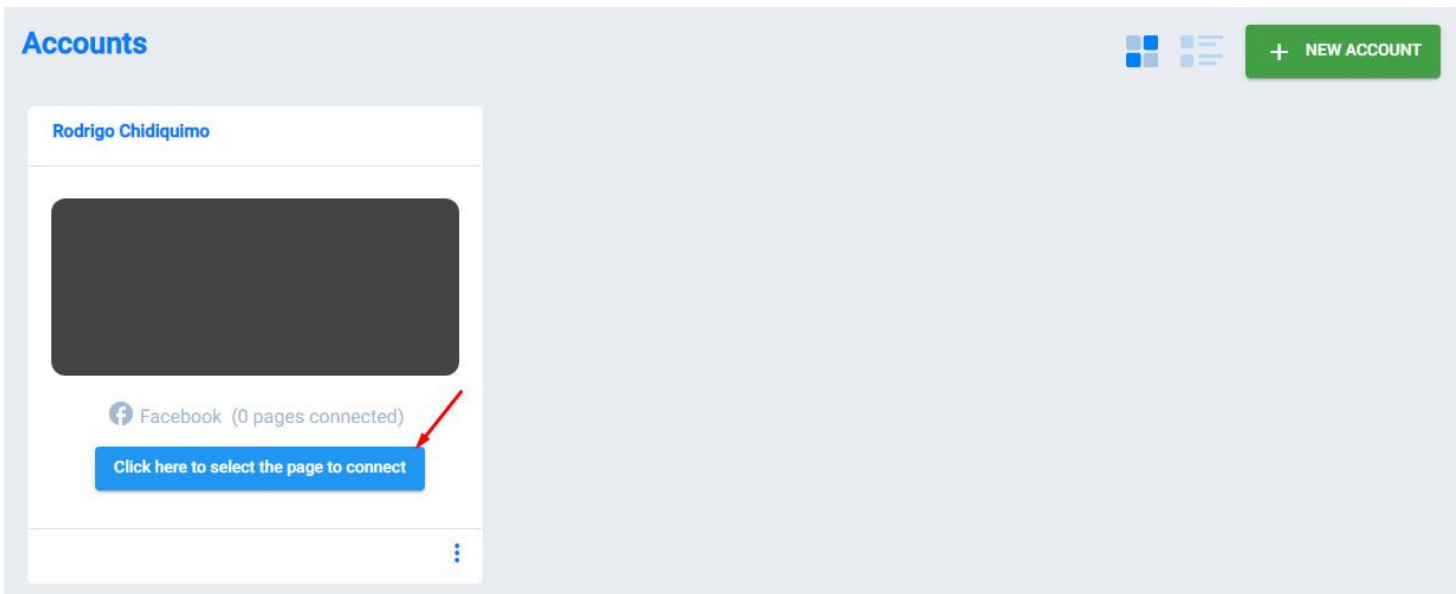 Accounts
+ NEW ACCOUNT
Rodrigo Chidiquimo
Facebook (0 pages connected)
Click here to select the page to connect